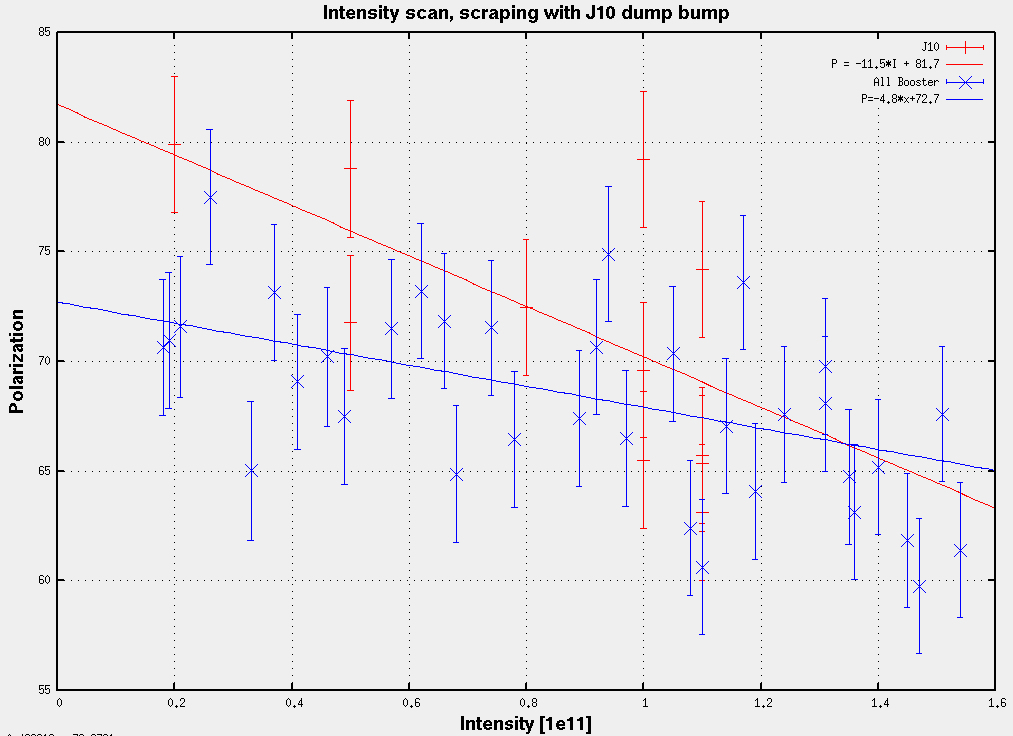 Intensity scan, scraping with J10 dump bump
85
80
75
70
65
60
55
Polarization
J10
P = -11.5*I + 81.7
All Booster
P=-4.8*x+72.7
0
0.2
0.4
0.6
0.8
1
1.2
1.4
1.6
Intensity [1e11]